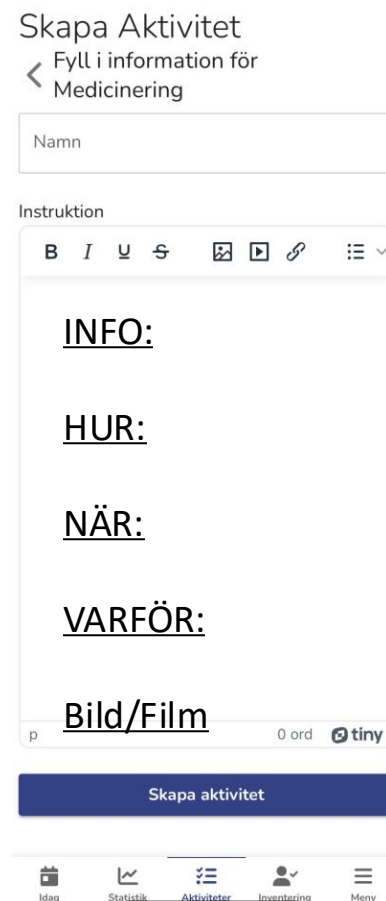 Skapa Aktivitet
Fyll i information för
Medicinering
Namn
Instruktion
B I U S
INFO:
HUR:
NÄR:
VARFÖR:
Bild/Film
p 0 ord tiny
Skapa aktivitet
Idag Statistik Aktiviteter Inventering Meny